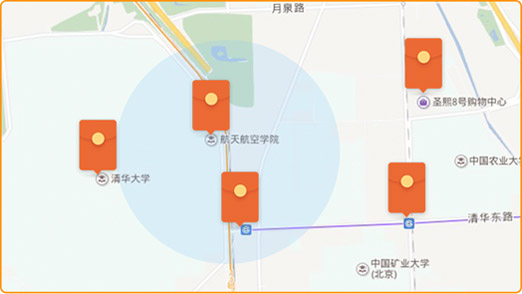 月泉路
圣熙8号购物中心
航天航空学院
中国农业大学
清华大学
清华东路
中国矿业大学
(北京)